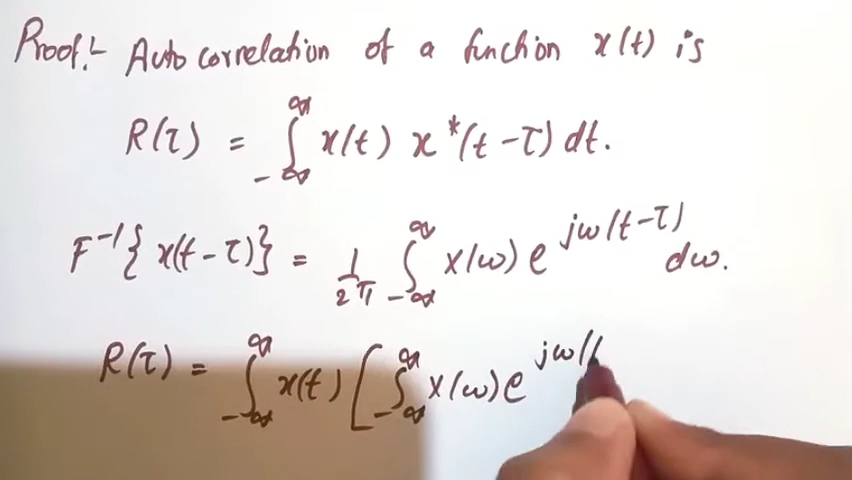 Proof:- Auto correlation of a function x(t) is
R(τ) = ∫_{-∞}^{∞} x(t) x*(t-τ) dt.
F⁻¹{x(t-τ)} = 1/2π ∫_{-∞}^{∞} X(ω) e^{jω(t-τ)} dω.
R(τ) = ∫_{-∞}^{∞} x(t) [ ∫_{-∞}^{∞} X(ω) e^{jω(